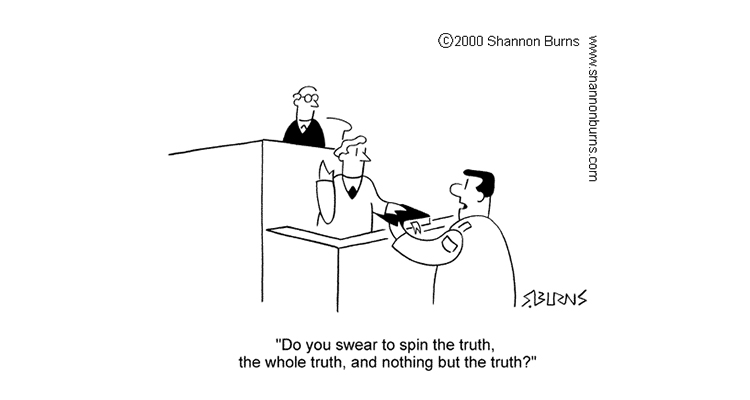 ©2000 Shannon Burns
www.shannonburns.com
S.BURNS
"Do you swear to spin the truth,
the whole truth, and nothing but the truth?"